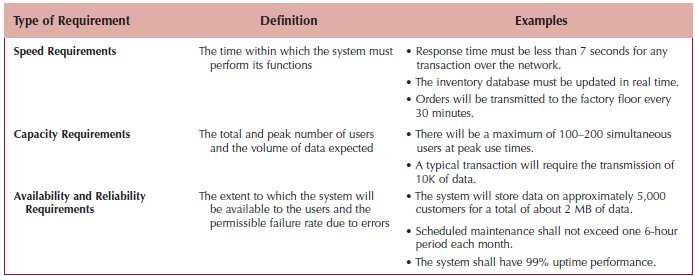 Type of Requirement Definition Examples
Speed Requirements The time within which the system must • Response time must be less than 7 seconds for any
perform its functions transaction over the network.
• The inventory database must be updated in real time.
• Orders will be transmitted to the factory floor every
30 minutes.
Capacity Requirements The total and peak number of users • There will be a maximum of 100–200 simultaneous
and the volume of data expected users at peak use times.
• A typical transaction will require the transmission of
10K of data.
Availability and Reliability The extent to which the system will • The system will store data on approximately 5,000
Requirements be available to the users and the customers for a total of about 2 MB of data.
permissible failure rate due to errors • Scheduled maintenance shall not exceed one 6-hour
period each month.
• The system shall have 99% uptime performance.